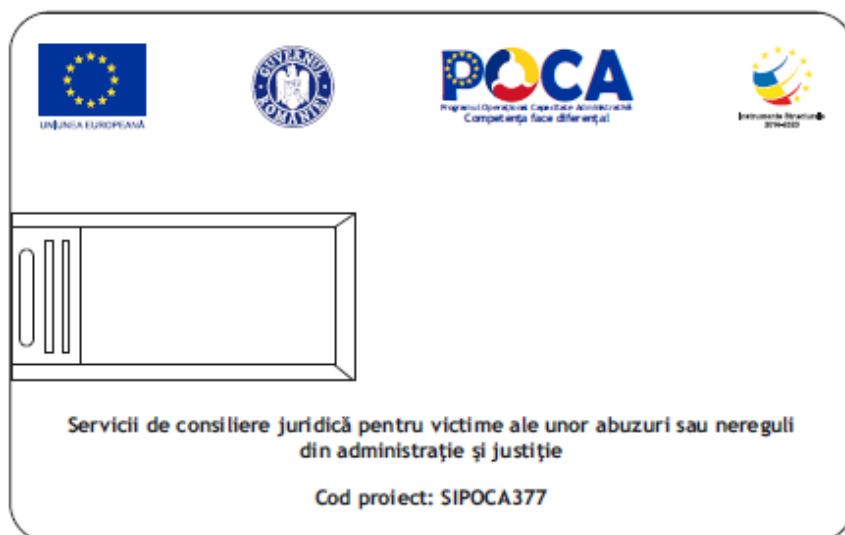 UNIUNEA EUROPEANĂ
GUVERNUL ROMÂNIEI
POCA
Programul Operațional Capacitate Administrativă
Competența face diferența!
Instrumente Structurale
2014-2020
Servicii de consiliere juridică pentru victime ale unor abuzuri sau nereguli
din administrație și justiție
Cod proiect: SIPOCA377